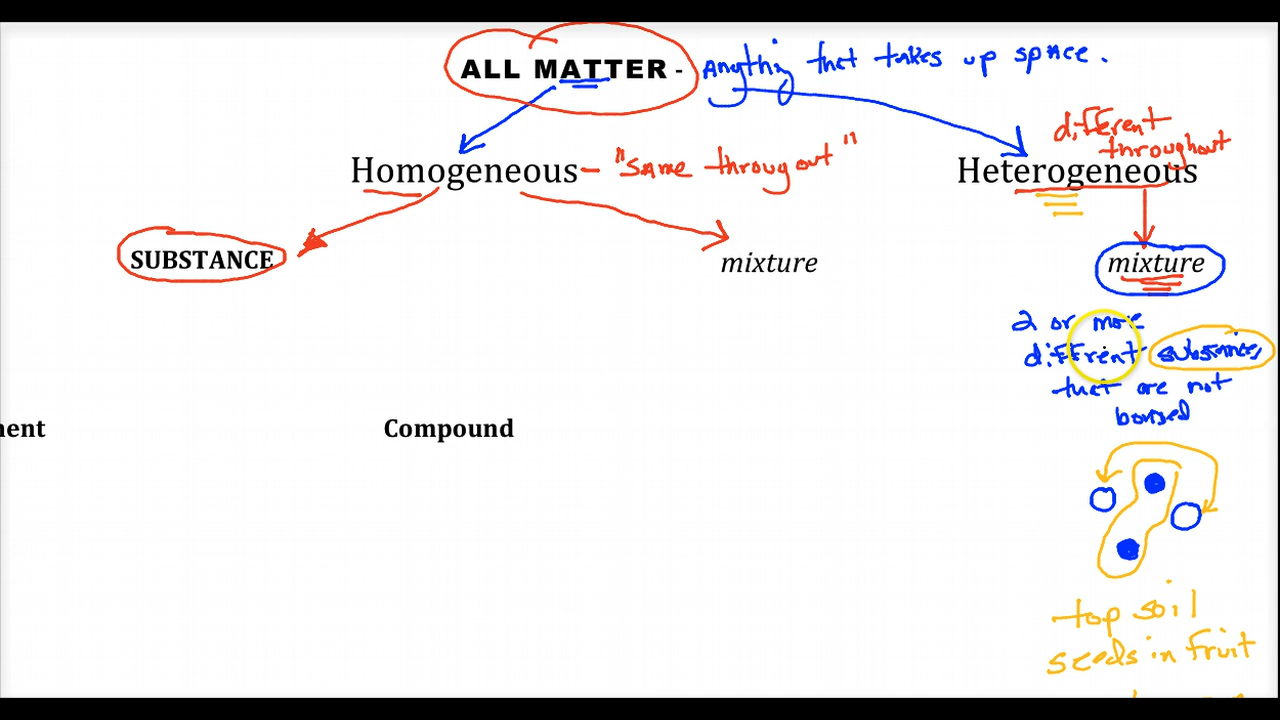 ALL MATTER - Anything that takes up space.
different
throughout
Homogeneous - "Same througout"
Heterogeneous
SUBSTANCE
mixture
mixture
2 or more
different substances
that are not
bonded
ment
Compound
top soil
seeds in fruit